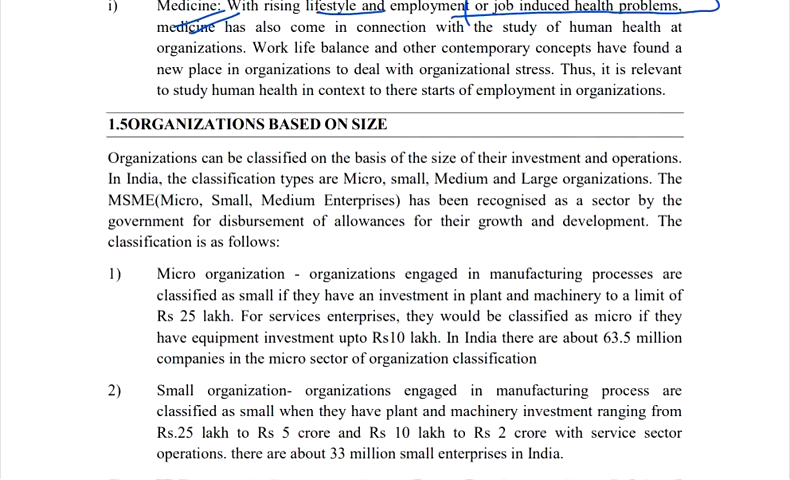 i) Medicine: With rising lifestyle and employment or job induced health problems,
medicine has also come in connection with the study of human health at
organizations. Work life balance and other contemporary concepts have found a
new place in organizations to deal with organizational stress. Thus, it is relevant
to study human health in context to there starts of employment in organizations.
1.5ORGANIZATIONS BASED ON SIZE
Organizations can be classified on the basis of the size of their investment and operations.
In India, the classification types are Micro, small, Medium and Large organizations. The
MSME(Micro, Small, Medium Enterprises) has been recognised as a sector by the
government for disbursement of allowances for their growth and development. The
classification is as follows:
1) Micro organization - organizations engaged in manufacturing processes are
classified as small if they have an investment in plant and machinery to a limit of
Rs 25 lakh. For services enterprises, they would be classified as micro if they
have equipment investment upto Rs10 lakh. In India there are about 63.5 million
companies in the micro sector of organization classification
2) Small organization- organizations engaged in manufacturing process are
classified as small when they have plant and machinery investment ranging from
Rs.25 lakh to Rs 5 crore and Rs 10 lakh to Rs 2 crore with service sector
operations. there are about 33 million small enterprises in India.